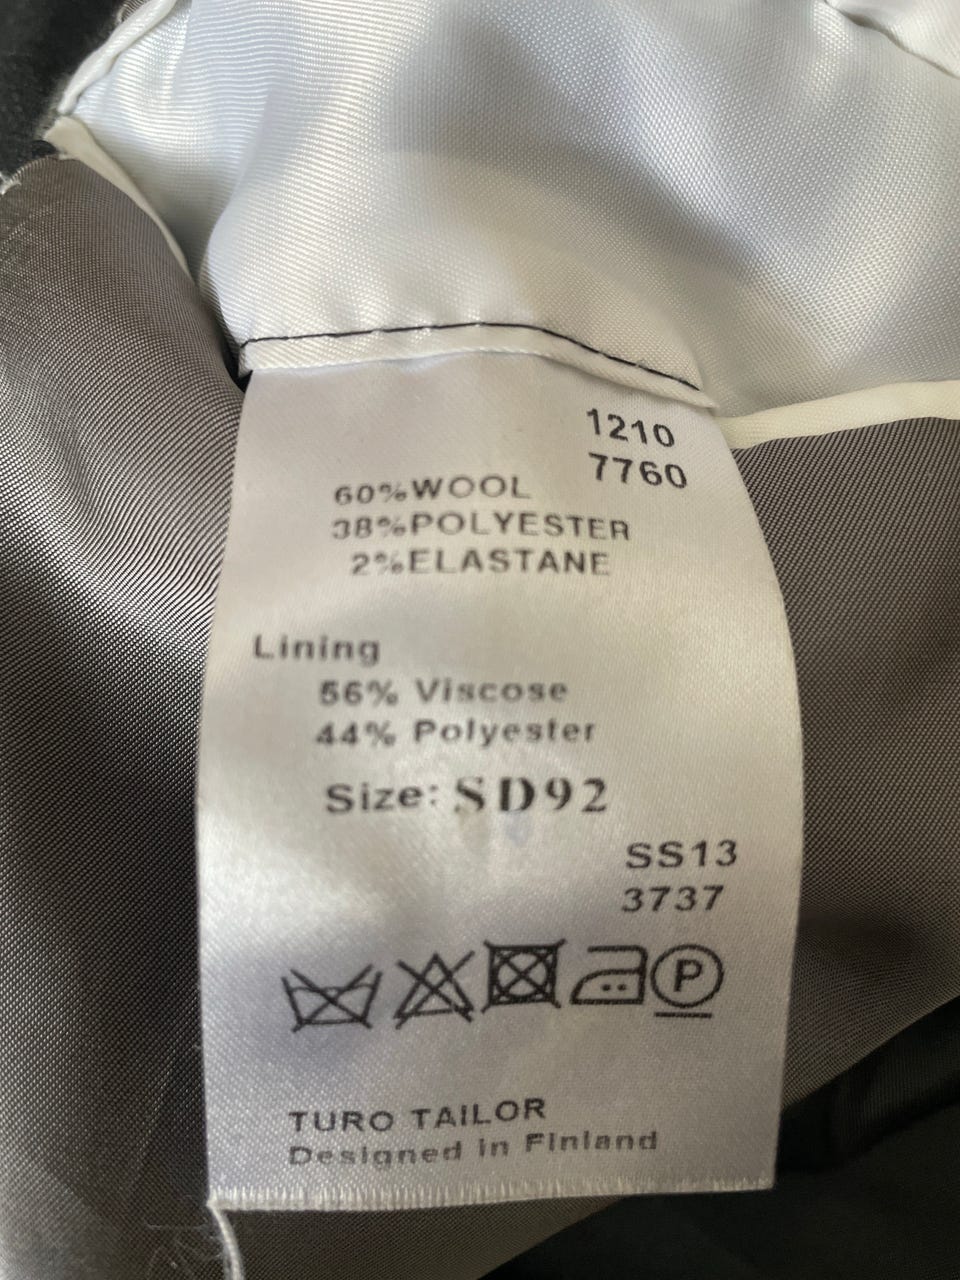 1210
7760
60%WOOL
38%POLYESTER
2%ELASTANE
Lining
56% Viscose
44% Polyester
Size: SD92
SS13
3737
P
TURO TAILOR
Designed in Finland